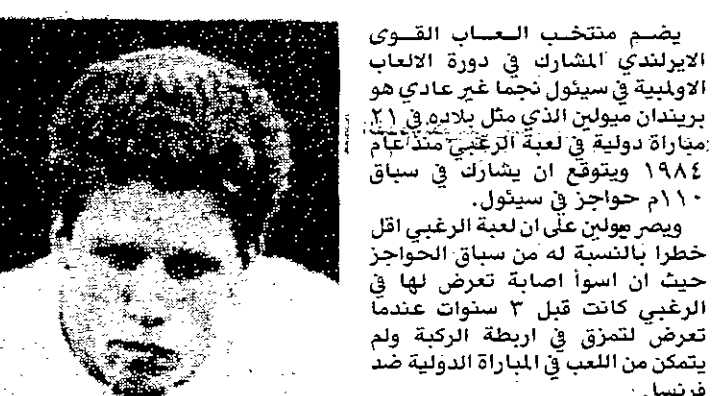 يضم منتخب العاب القوى
الايرلندي المشارك في دورة الالعاب
الاولمبية في سيئول نجما غير عادي هو
بريندان ميولين الذي مثل بلاده في ٢١
مباراة دولية في لعبة الرغبي منذ عام
١٩٨٤ ويتوقع ان يشارك في سباق
١١٠م حواجز في سيئول.
ويصر مولين على ان لعبة الرغبي اقل
خطرا بالنسبة له من سباق الحواجز
حيث ان اسوأ اصابة تعرض لها في
الرغبي كانت قبل ٣ سنوات عندما
تعرض لتمزق في اربطة الركبة ولم
يتمكن من اللعب في المباراة الدولية ضد
فرنسا.